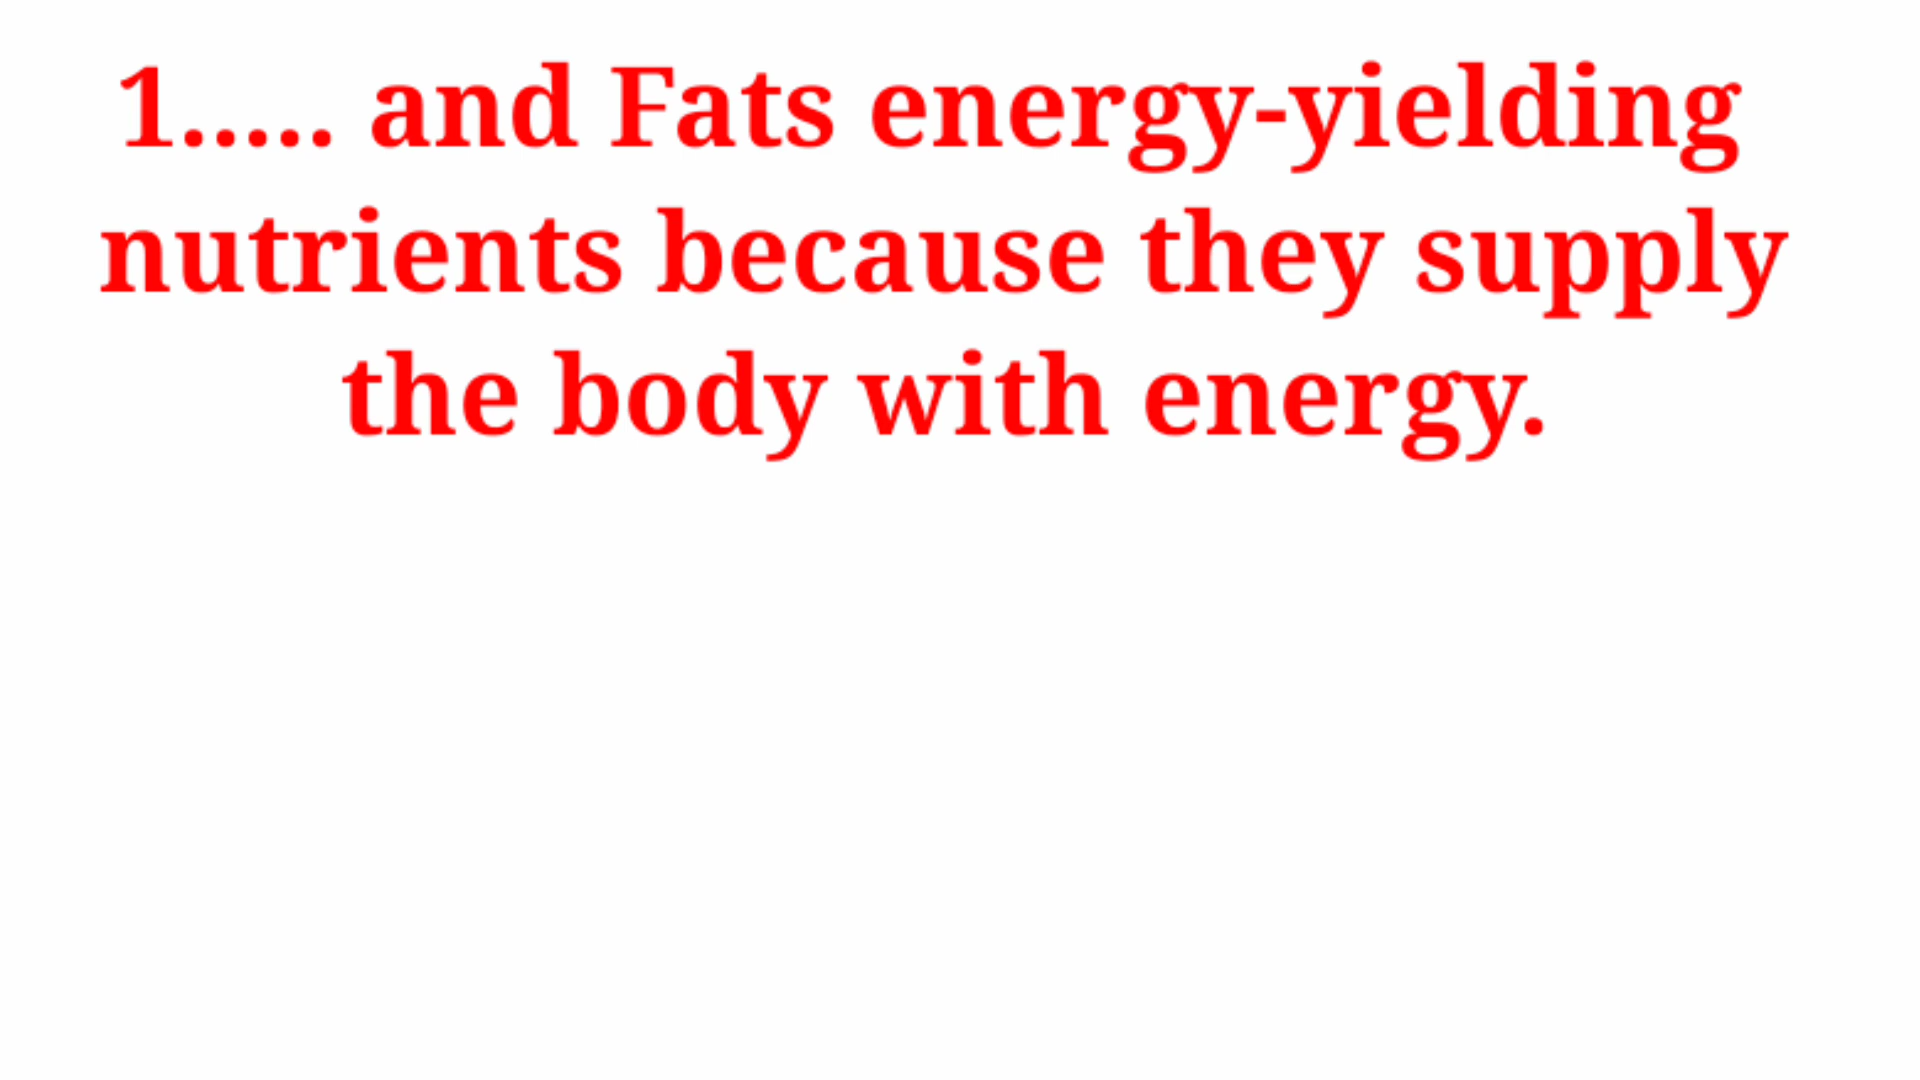 1..... and Fats energy-yielding
nutrients because they supply
the body with energy.